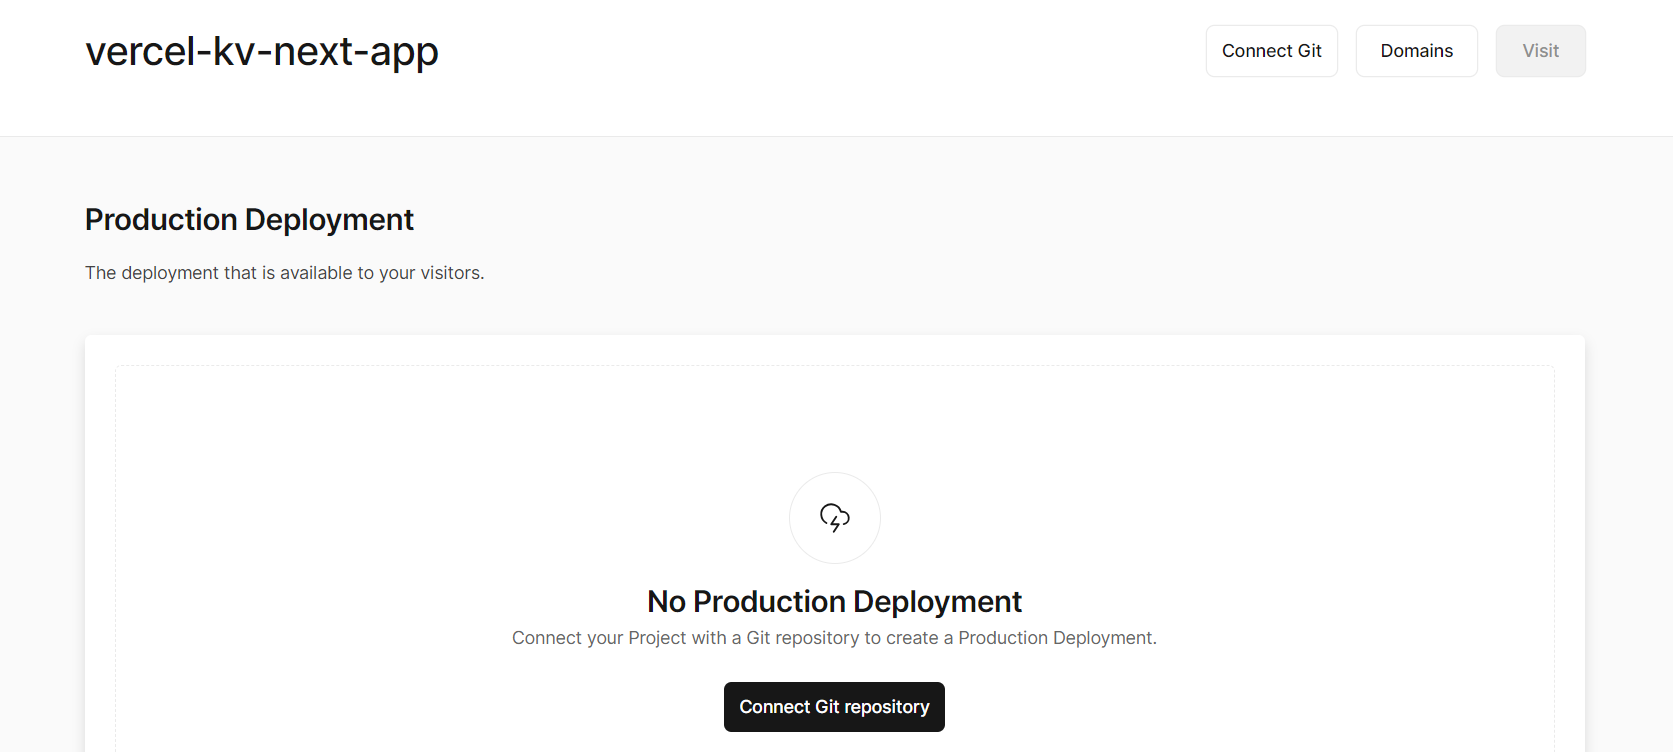 vercel-kv-next-app
Connect Git
Domains
Visit
Production Deployment
The deployment that is available to your visitors.
No Production Deployment
Connect your Project with a Git repository to create a Production Deployment.
Connect Git repository